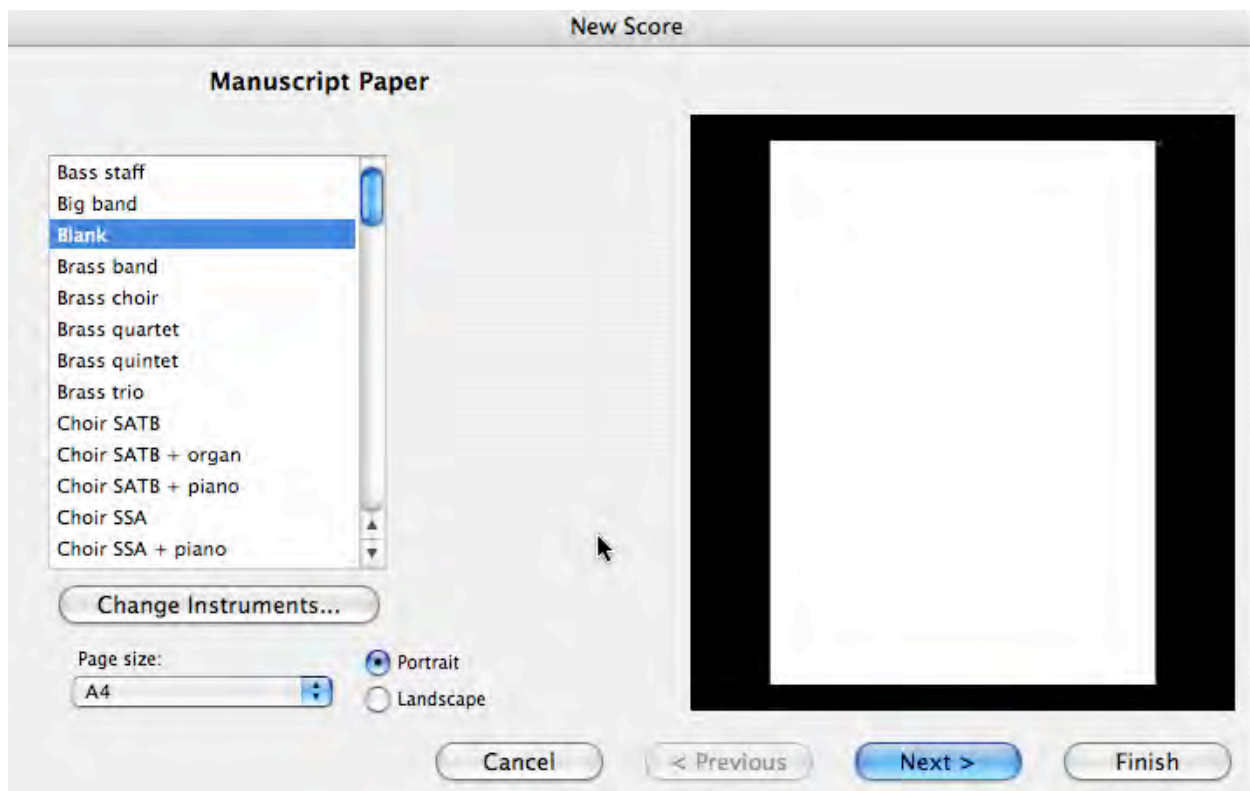 New Score
Manuscript Paper
Bass staff
Big band
Blank
Brass band
Brass choir
Brass quartet
Brass quintet
Brass trio
Choir SATB
Choir SATB + organ
Choir SATB + piano
Choir SSA
Choir SSA + piano
Change Instruments...
Page size:
A4
Portrait
Landscape
Cancel
< Previous
Next >
Finish